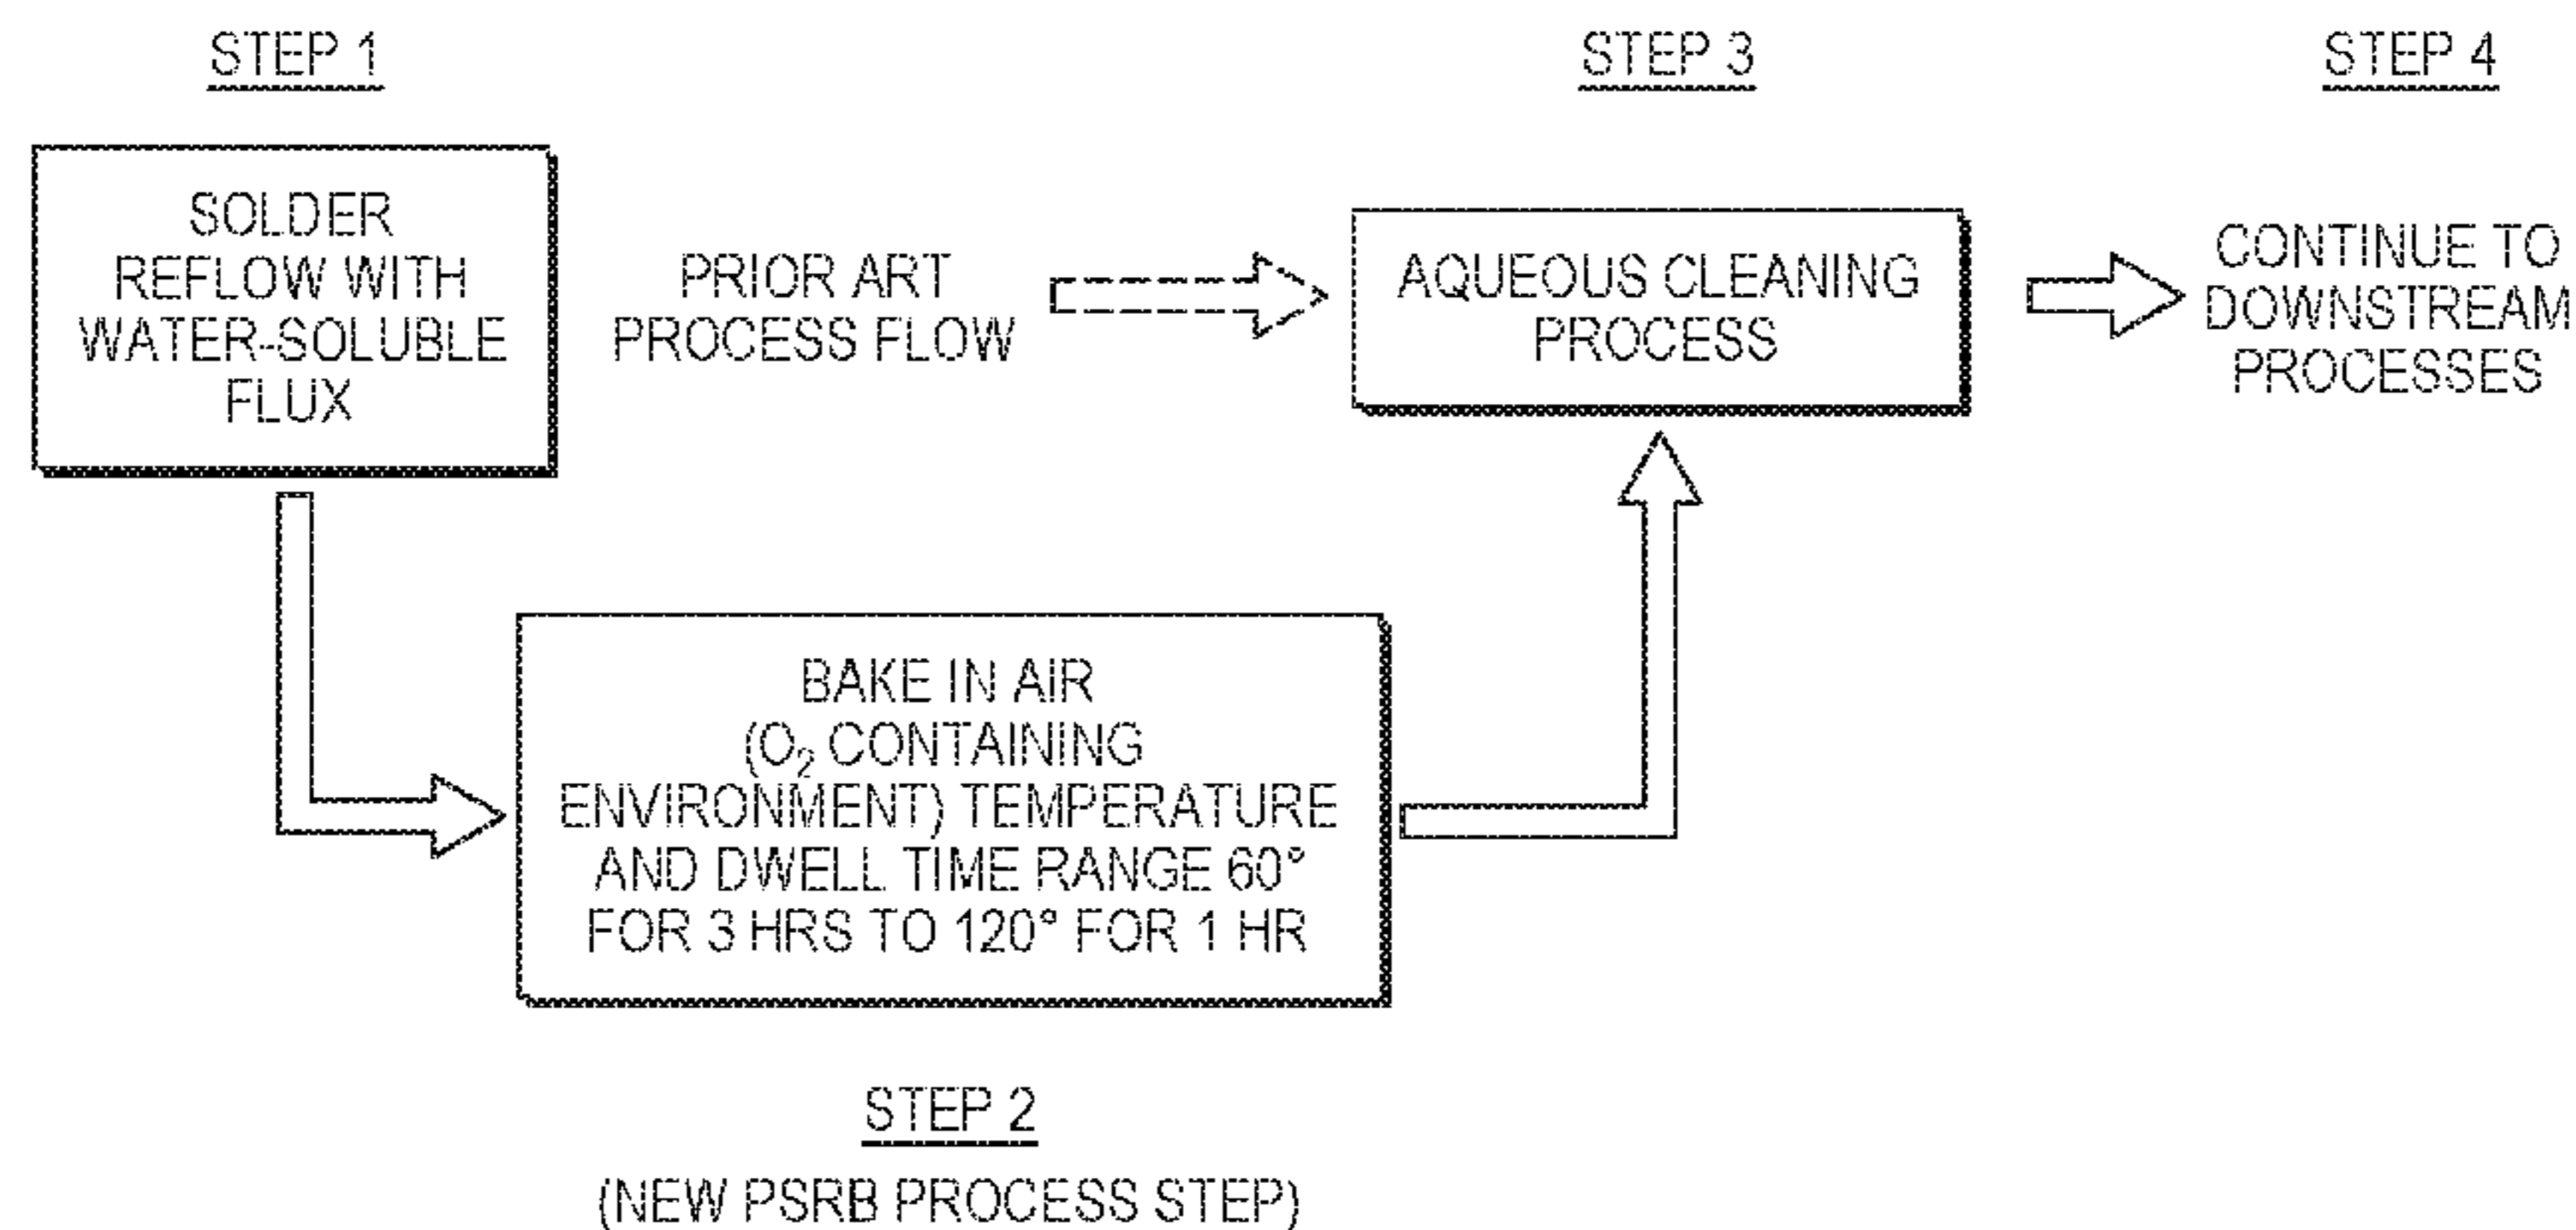 STEP 1
SOLDER
REFLOW WITH
WATER-SOLUBLE
FLUX
PRIOR ART
PROCESS FLOW
STEP 3
AQUEOUS CLEANING
PROCESS
STEP 4
CONTINUE TO
DOWNSTREAM
PROCESSES
BAKE IN AIR
(O₂ CONTAINING
ENVIRONMENT) TEMPERATURE
AND DWELL TIME RANGE 60°
FOR 3 HRS TO 120° FOR 1 HR
STEP 2
(NEW PSRB PROCESS STEP)